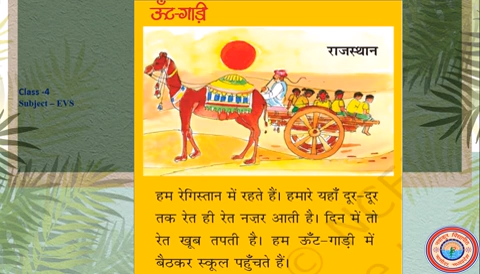 ऊँट-गाड़ी
राजस्थान
Class -4
Subject – EVS
हम रेगिस्तान में रहते हैं। हमारे यहाँ दूर-दूर
तक रेत ही रेत नज़र आती है। दिन में तो
रेत खूब तपती है। हम ऊँट-गाड़ी में
बैठकर स्कूल पहुँचते हैं।